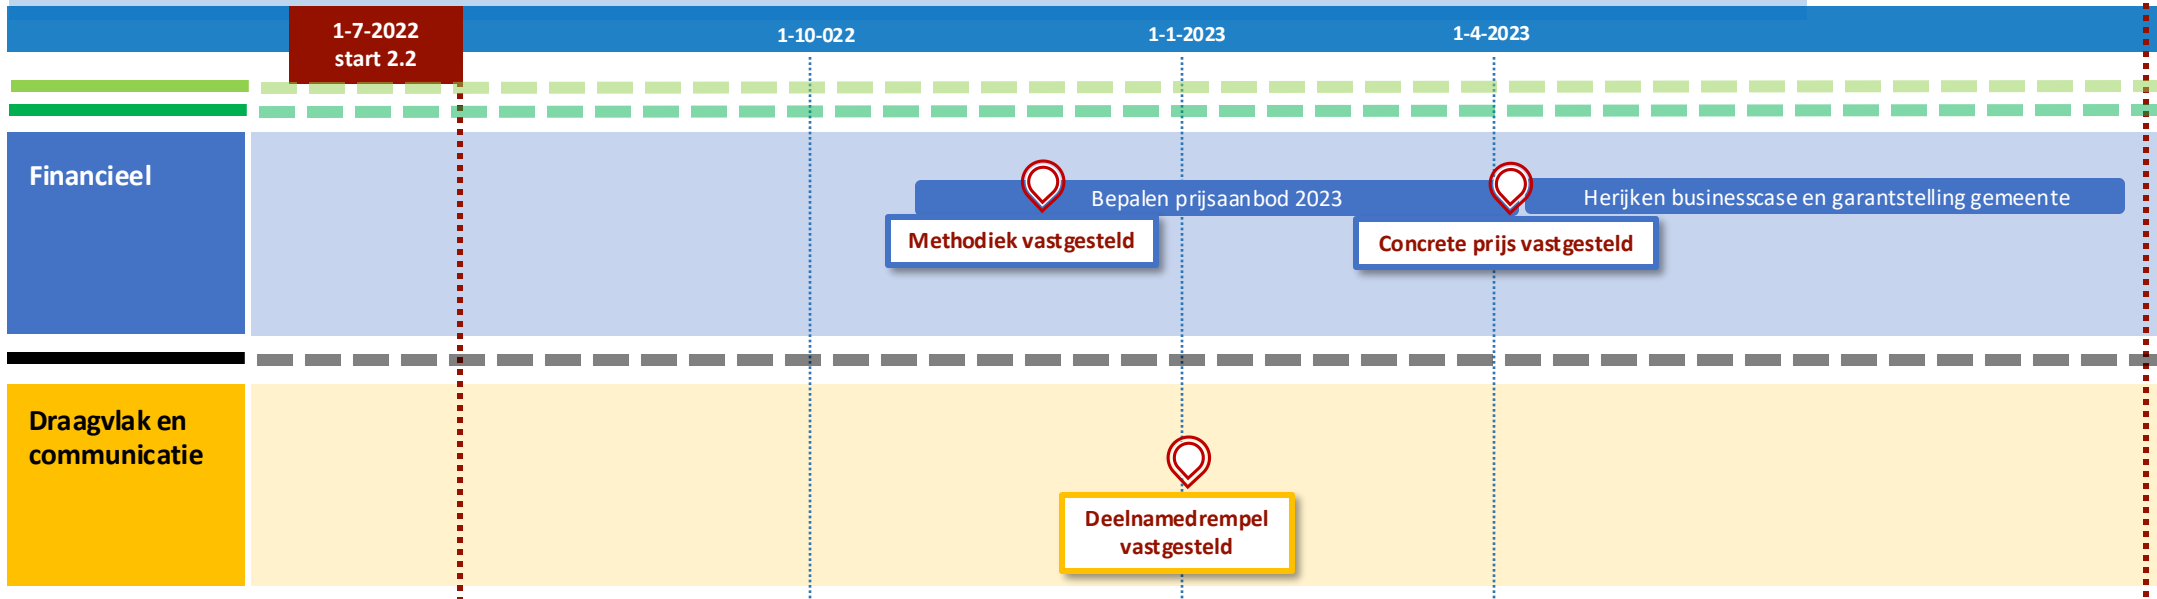 1-7-2022
start 2.2
1-10-022
1-1-2023
1-4-2023
Financieel
Bepalen prijsaanbod 2023
Herijken businesscase en garantstelling gemeente
Methodiek vastgesteld
Concrete prijs vastgesteld
Draagvlak en
communicatie
Deelnamedrempel
vastgesteld